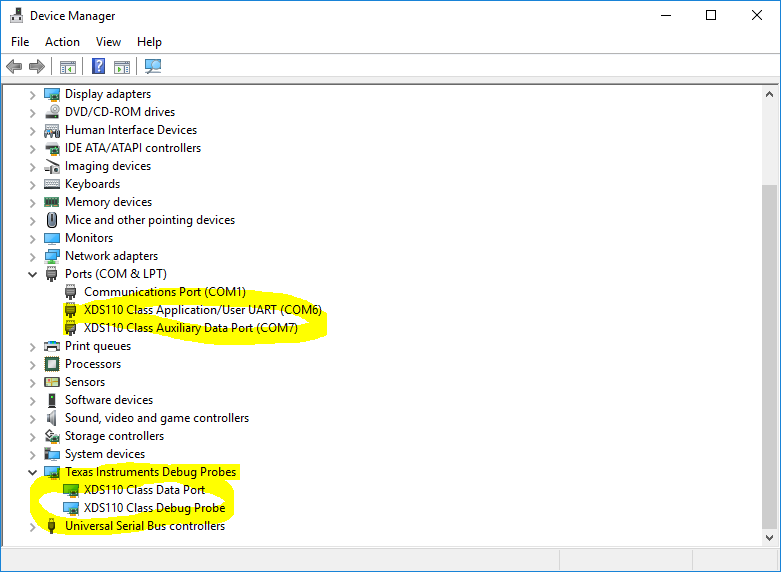 Device Manager
File Action View Help
Display adapters
DVD/CD-ROM drives
Human Interface Devices
IDE ATA/ATAPI controllers
Imaging devices
Keyboards
Memory devices
Mice and other pointing devices
Monitors
Network adapters
Ports (COM & LPT)
Communications Port (COM1)
XDS110 Class Application/User UART (COM6)
XDS110 Class Auxiliary Data Port (COM7)
Print queues
Processors
Sensors
Software devices
Sound, video and game controllers
Storage controllers
System devices
Texas Instruments Debug Probes
XDS110 Class Data Port
XDS110 Class Debug Probe
Universal Serial Bus controllers